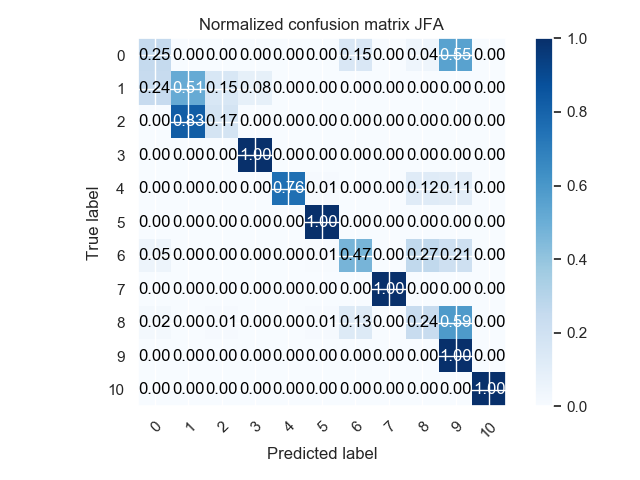 Normalized confusion matrix JFA
0 0.25 0.00 0.00 0.00 0.00 0.00 0.15 0.00 0.04 0.55 0.00
1 0.24 0.51 0.15 0.08 0.00 0.00 0.00 0.00 0.00 0.00 0.00
2 0.00 0.83 0.17 0.00 0.00 0.00 0.00 0.00 0.00 0.00 0.00
3 0.00 0.00 0.00 1.00 0.00 0.00 0.00 0.00 0.00 0.00 0.00
4 0.00 0.00 0.00 0.00 0.76 0.01 0.00 0.00 0.12 0.11 0.00
5 0.00 0.00 0.00 0.00 0.00 1.00 0.00 0.00 0.00 0.00 0.00
6 0.05 0.00 0.00 0.00 0.00 0.01 0.47 0.00 0.27 0.21 0.00
7 0.00 0.00 0.00 0.00 0.00 0.00 0.00 1.00 0.00 0.00 0.00
8 0.02 0.00 0.01 0.00 0.00 0.01 0.13 0.00 0.24 0.59 0.00
9 0.00 0.00 0.00 0.00 0.00 0.00 0.00 0.00 0.00 1.00 0.00
10 0.00 0.00 0.00 0.00 0.00 0.00 0.00 0.00 0.00 0.00 1.00
0 1 2 3 4 5 6 7 8 9 10
True label
Predicted label
1.0
0.8
0.6
0.4
0.2
0.0